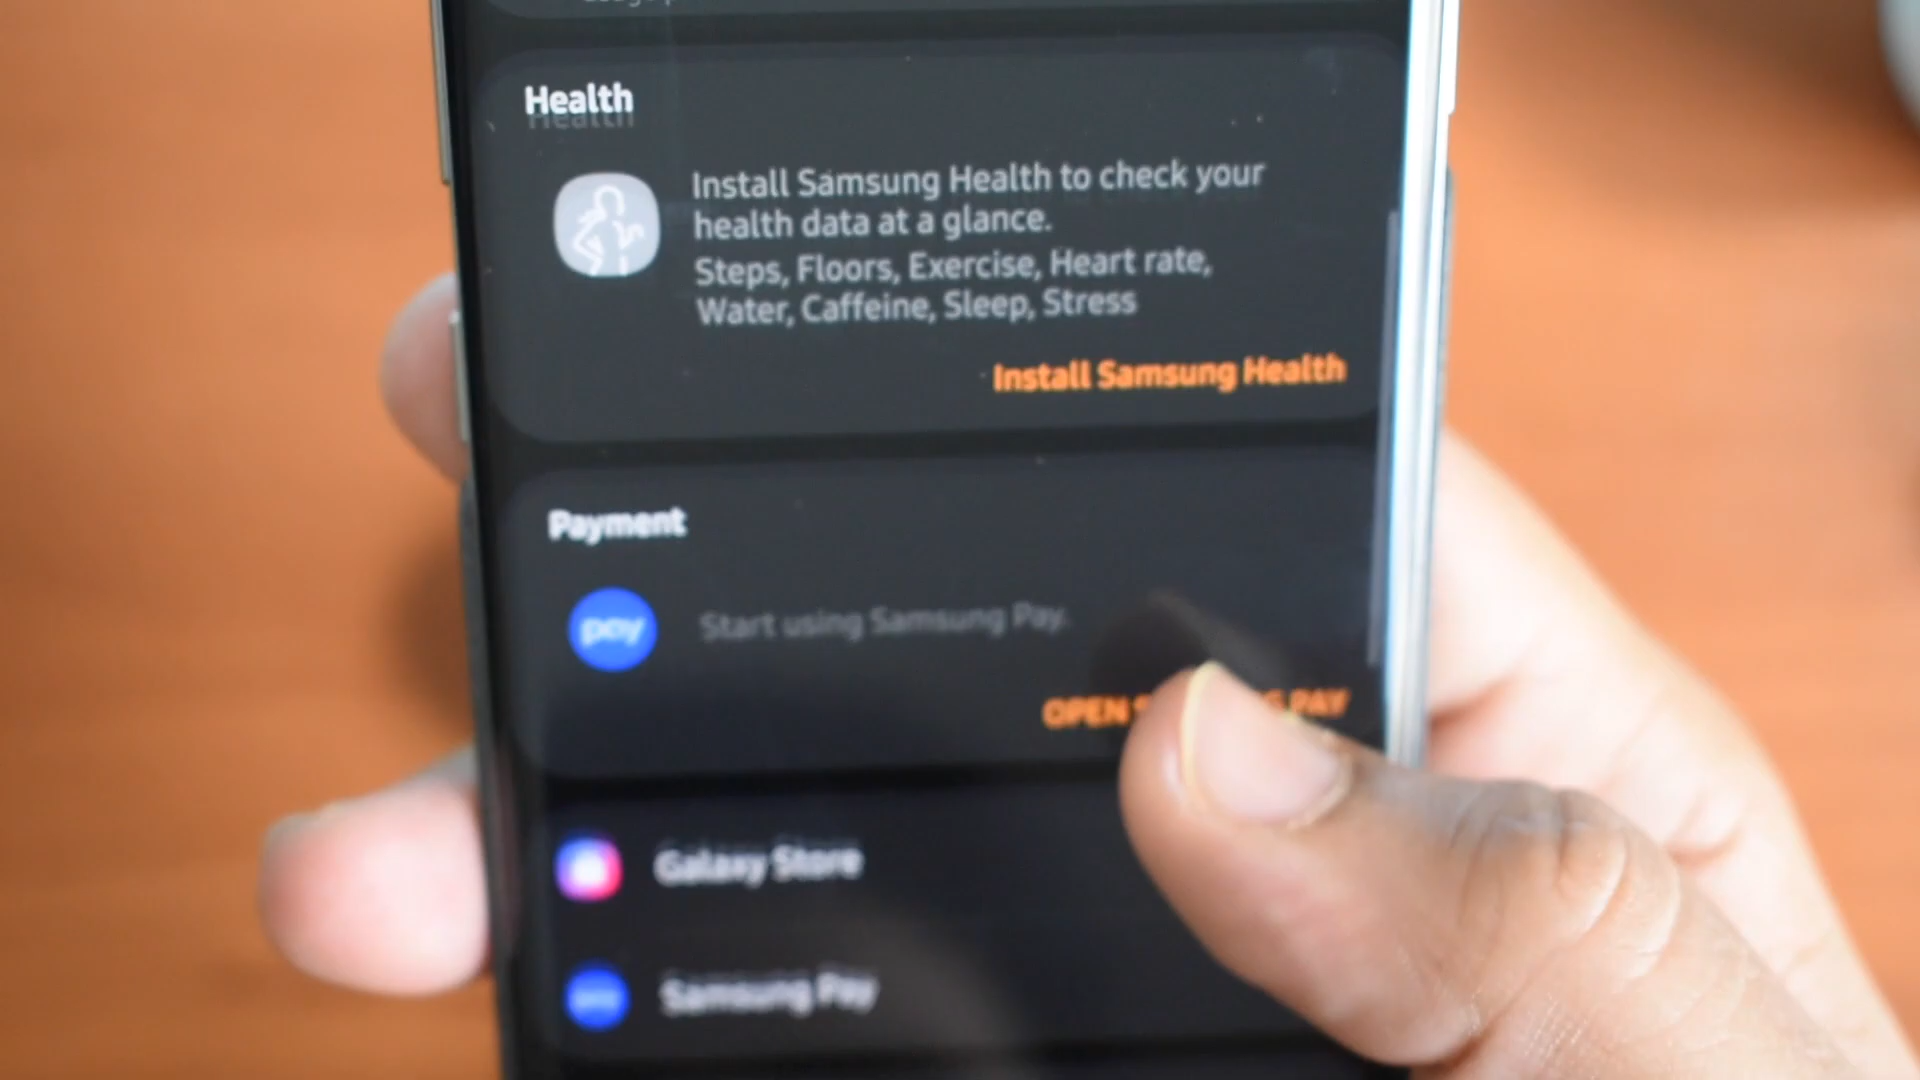 Health
Install Samsung Health to check your
health data at a glance.
Steps, Floors, Exercise, Heart rate,
Water, Caffeine, Sleep, Stress
Install Samsung Health
Payment
pay
Start using Samsung Pay.
OPEN PAY
Galaxy Store
pay
Samsung Pay